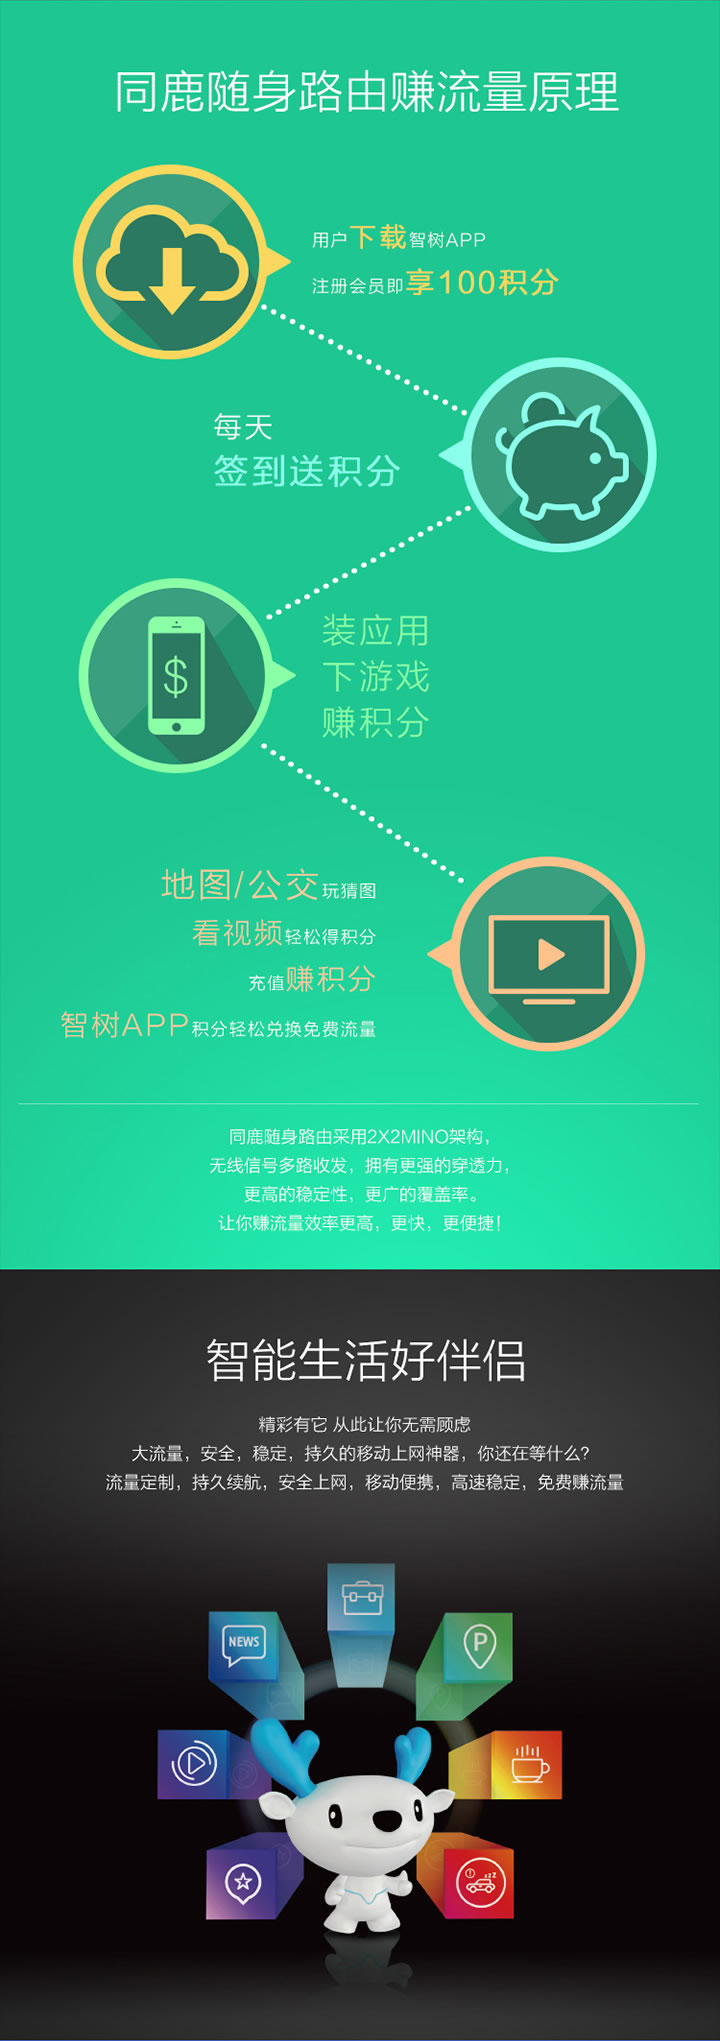 同鹿随身路由赚流量原理
用户下载智树APP
注册会员即享100积分
每天
签到送积分
$
装应用
下游戏
赚积分
地图/公交玩猜图
看视频轻松得积分
充值赚积分
智树APP积分轻松兑换免费流量
同鹿随身路由采用2X2MINO架构，
无线信号多路收发，拥有更强的穿透力，
更高的稳定性，更广的覆盖率。
让你赚流量效率更高，更快，更便捷！
智能生活好伴侣
精彩有它 从此让你无需顾虑
大流量，安全，稳定，持久的移动上网神器，你还在等什么？
流量定制，持久续航，安全上网，移动便携，高速稳定，免费赚流量
NEWS
P
zzZ